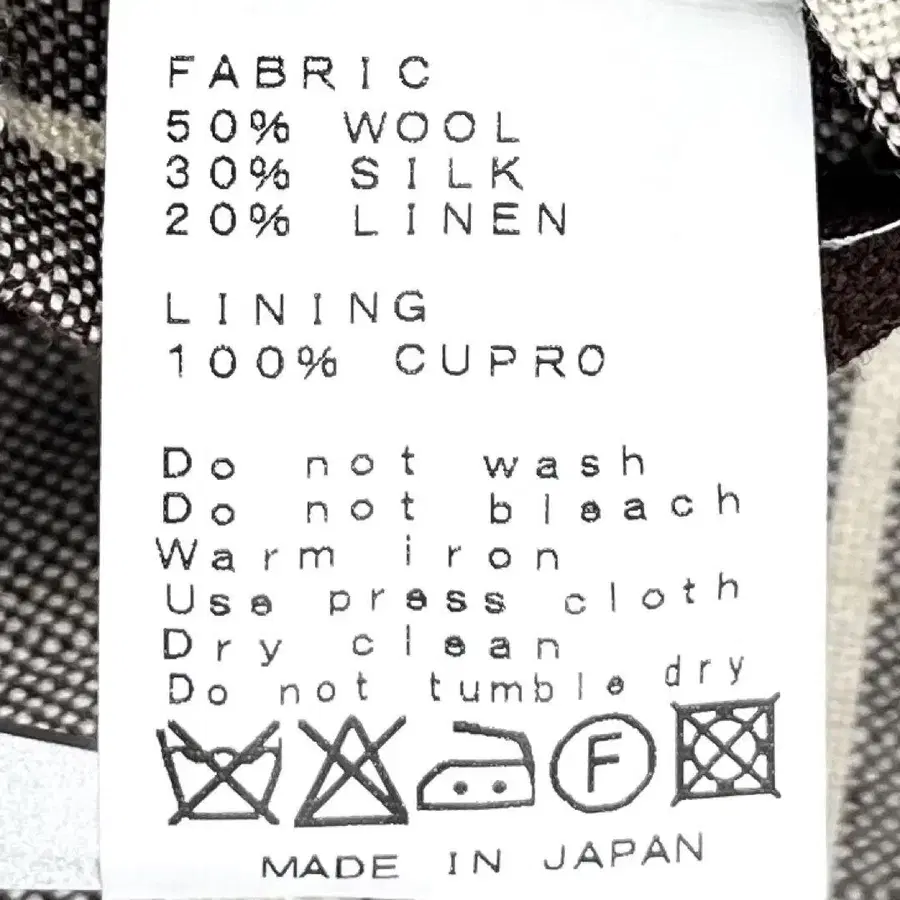 FABRIC
50% WOOL
30% SILK
20% LINEN
LINING
100% CUPRO
Do not wash
Do not bleach
Warm iron
Use press cloth
Dry clean
Do not tumble dry
F
MADE IN JAPAN